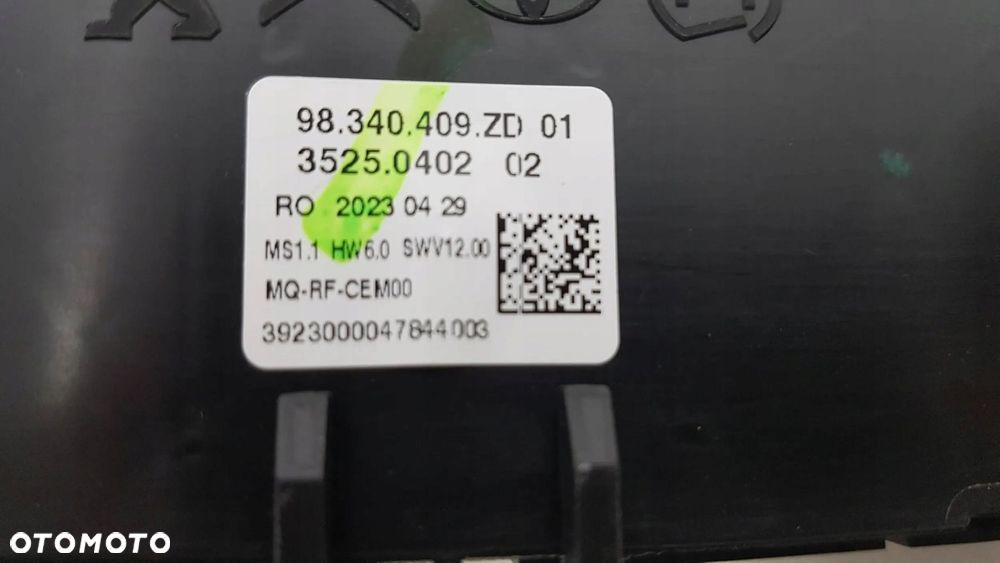 98.340.409.ZD 01
3525.0402 02
RO 2023 04 29
MS1.1 HW6.0 SWV12.00
MQ-RF-CEM00
3923000047844003
OTOMOTO